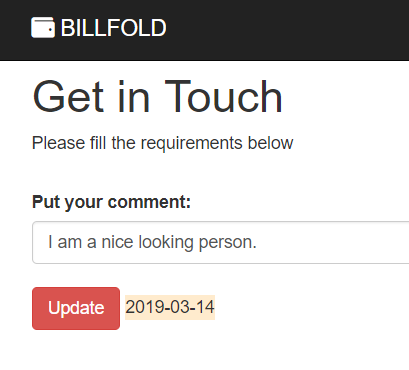 BILLFOLD
Get in Touch
Please fill the requirements below
Put your comment:
I am a nice looking person.
Update 2019-03-14